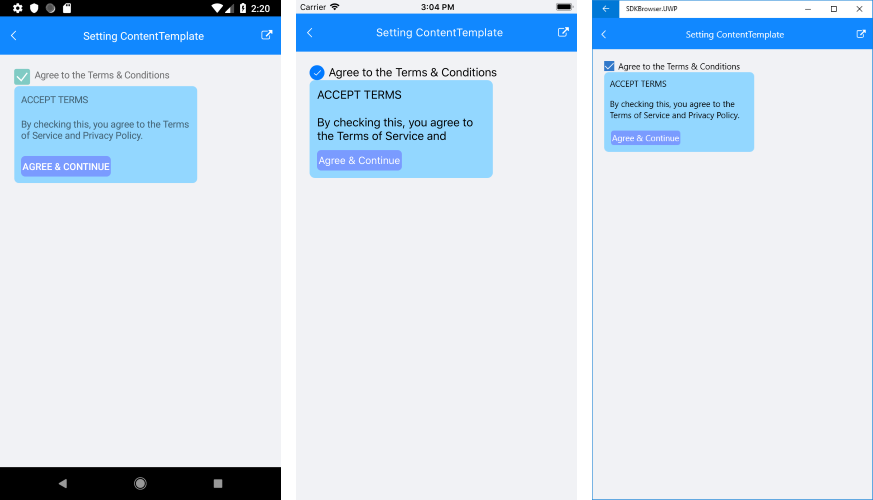 2:20
Setting ContentTemplate
Agree to the Terms & Conditions
ACCEPT TERMS
By checking this, you agree to the Terms
of Service and Privacy Policy.
AGREE & CONTINUE
Carrier
3:04 PM
Setting ContentTemplate
Agree to the Terms & Conditions
ACCEPT TERMS
By checking this, you agree to
the Terms of Service and
Agree & Continue
SDKBrowser.UWP
Setting ContentTemplate
Agree to the Terms & Conditions
ACCEPT TERMS
By checking this, you agree to the
Terms of Service and Privacy Policy.
Agree & Continue